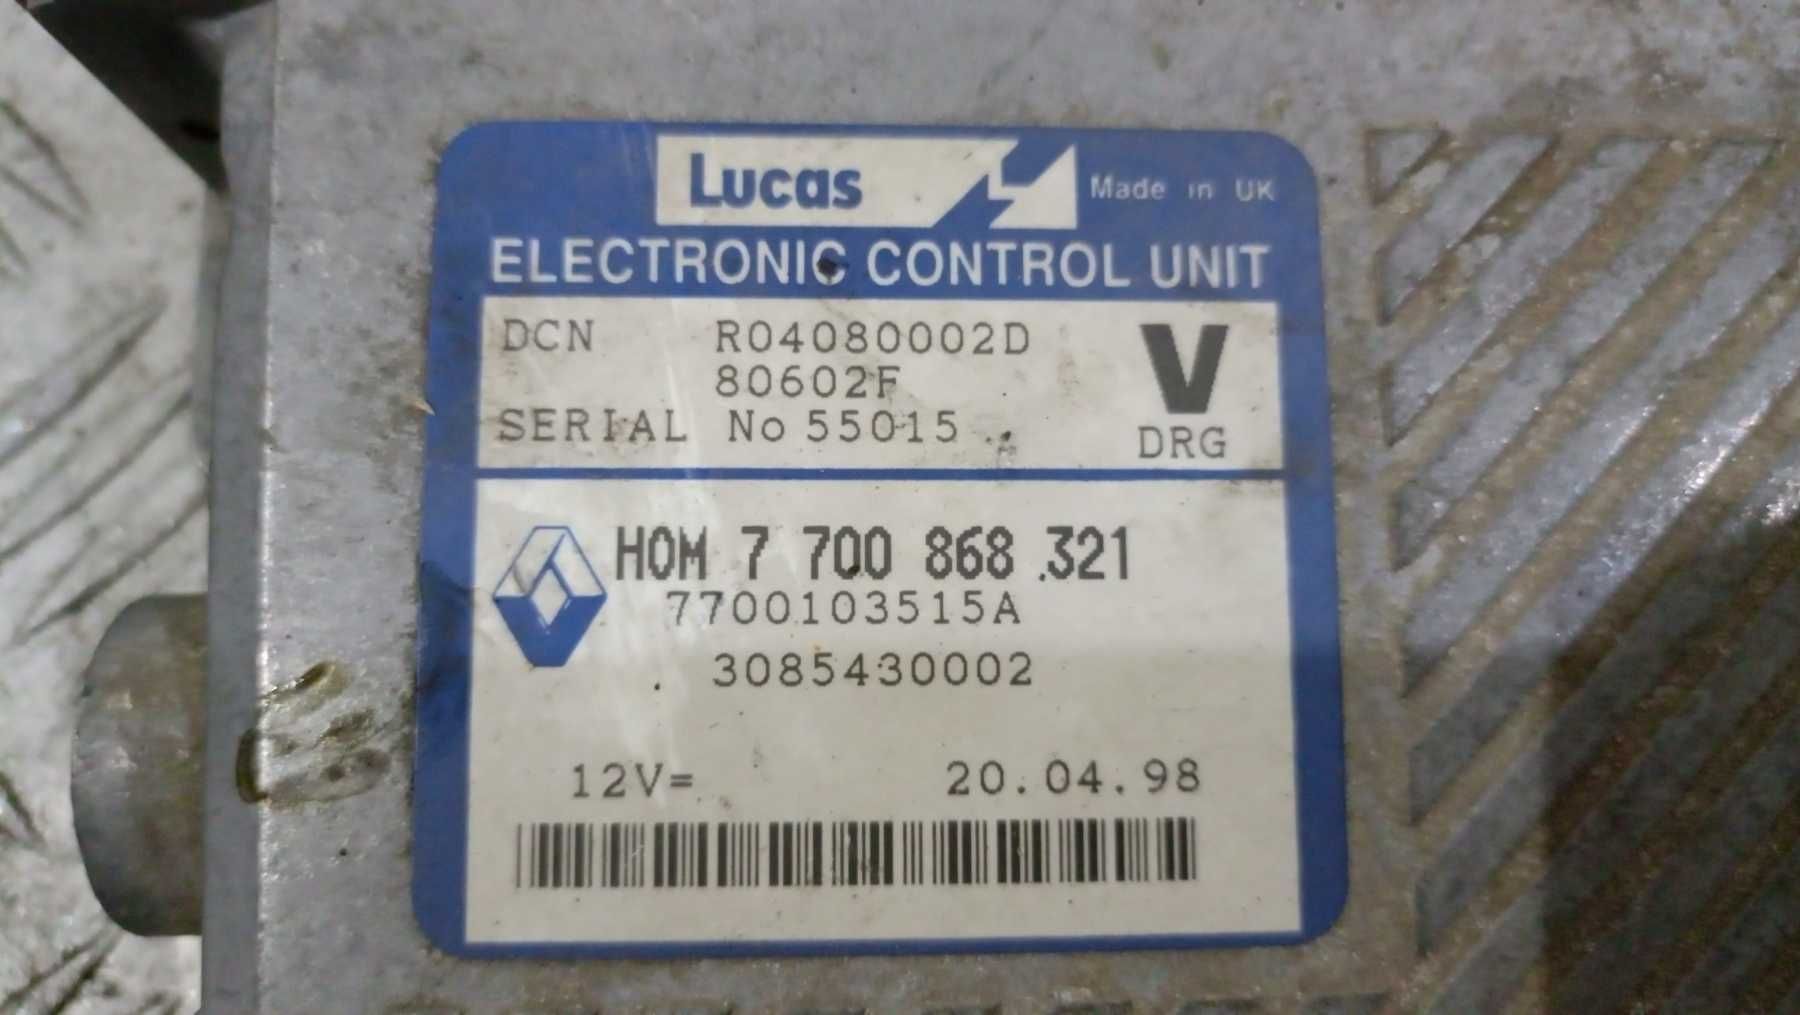 Lucas Made in UK
ELECTRONIC CONTROL UNIT
DCN R04080002D V
80602F
SERIAL No 55015 DRG
HOM 7 700 868 321
7700103515A
3085430002
12V= 20.04.98